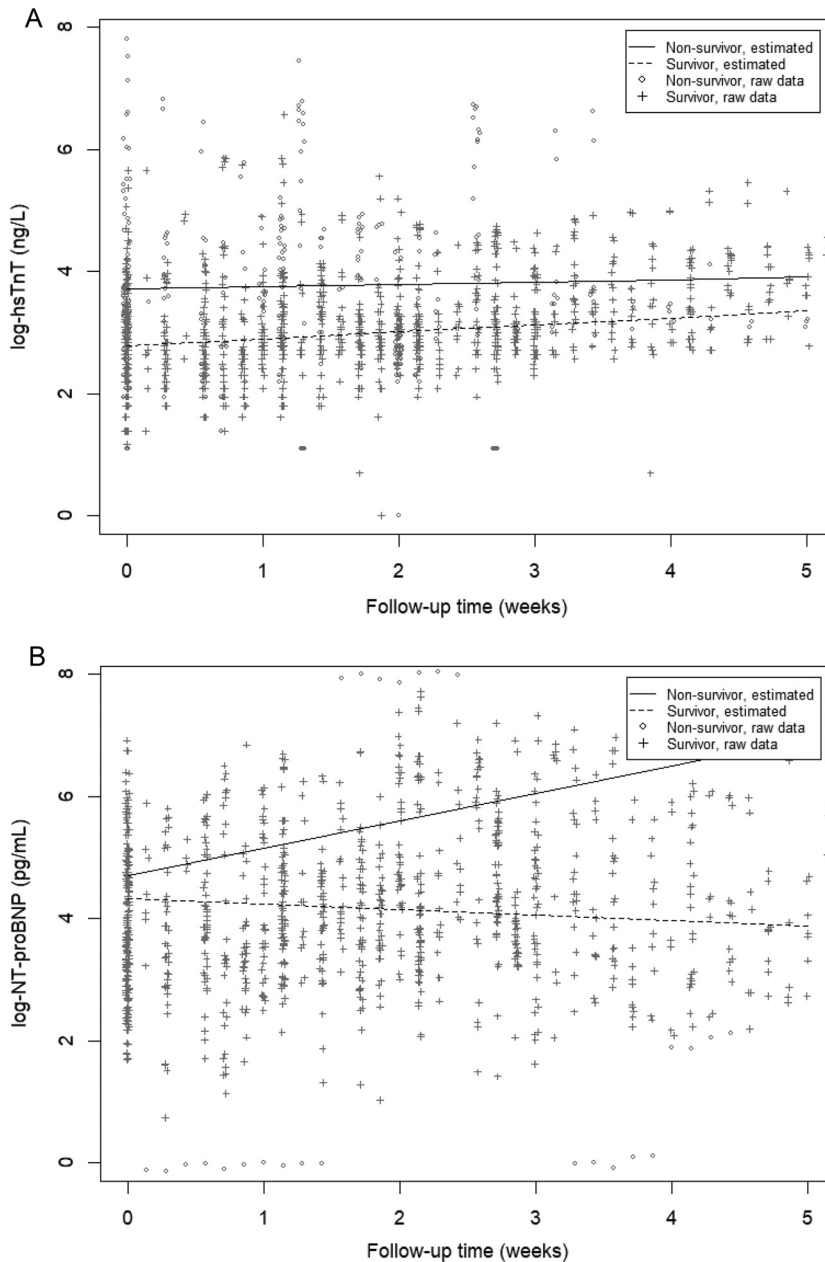 A
log-hsTnT (ng/L)
8
6
4
2
0
Non-survivor, estimated
Survivor, estimated
Non-survivor, raw data
Survivor, raw data
0 1 2 3 4 5
Follow-up time (weeks)
B
log-NT-proBNP (pg/mL)
8
6
4
2
0
Non-survivor, estimated
Survivor, estimated
Non-survivor, raw data
Survivor, raw data
0 1 2 3 4 5
Follow-up time (weeks)